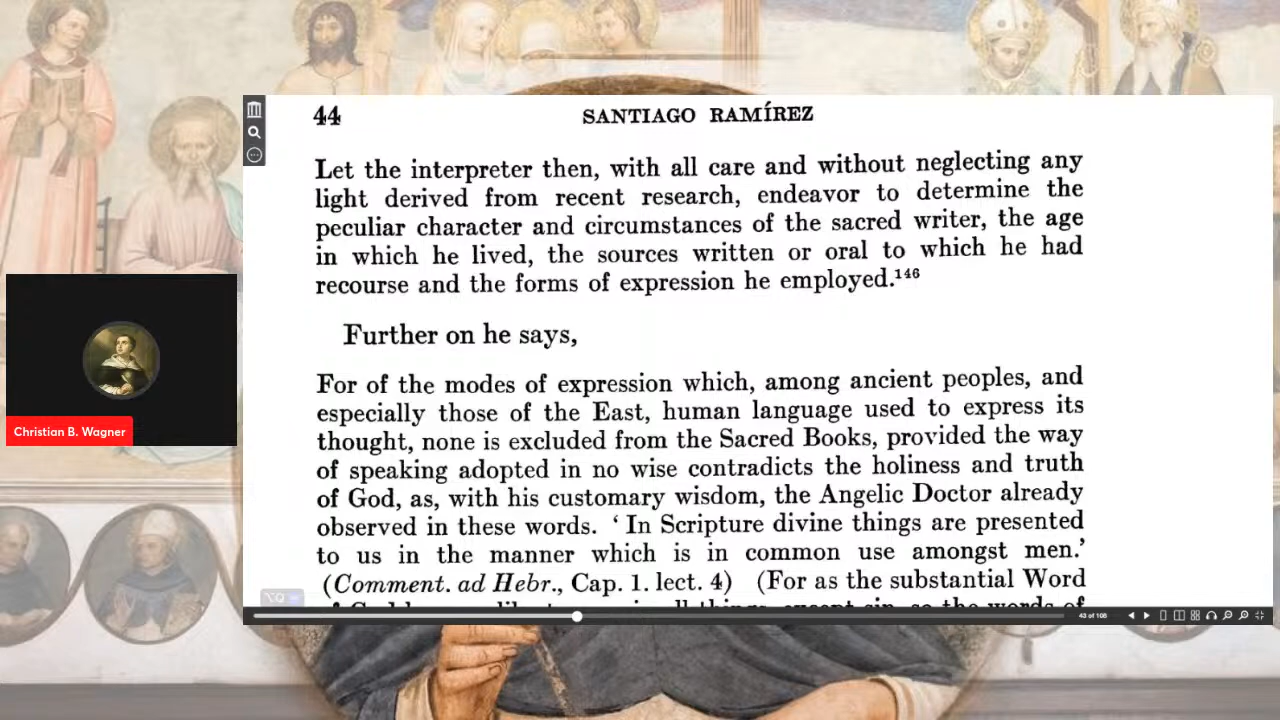 44
SANTIAGO RAMÍREZ
Let the interpreter then, with all care and without neglecting any
light derived from recent research, endeavor to determine the
peculiar character and circumstances of the sacred writer, the age
in which he lived, the sources written or oral to which he had
recourse and the forms of expression he employed.146
Further on he says,
For of the modes of expression which, among ancient peoples, and
especially those of the East, human language used to express its
thought, none is excluded from the Sacred Books, provided the way
of speaking adopted in no wise contradicts the holiness and truth
of God, as, with his customary wisdom, the Angelic Doctor already
observed in these words. ‘ In Scripture divine things are presented
to us in the manner which is in common use amongst men.’
(Comment. ad Hebr., Cap. 1. lect. 4) (For as the substantial Word
Christian B. Wagner
43 of 108